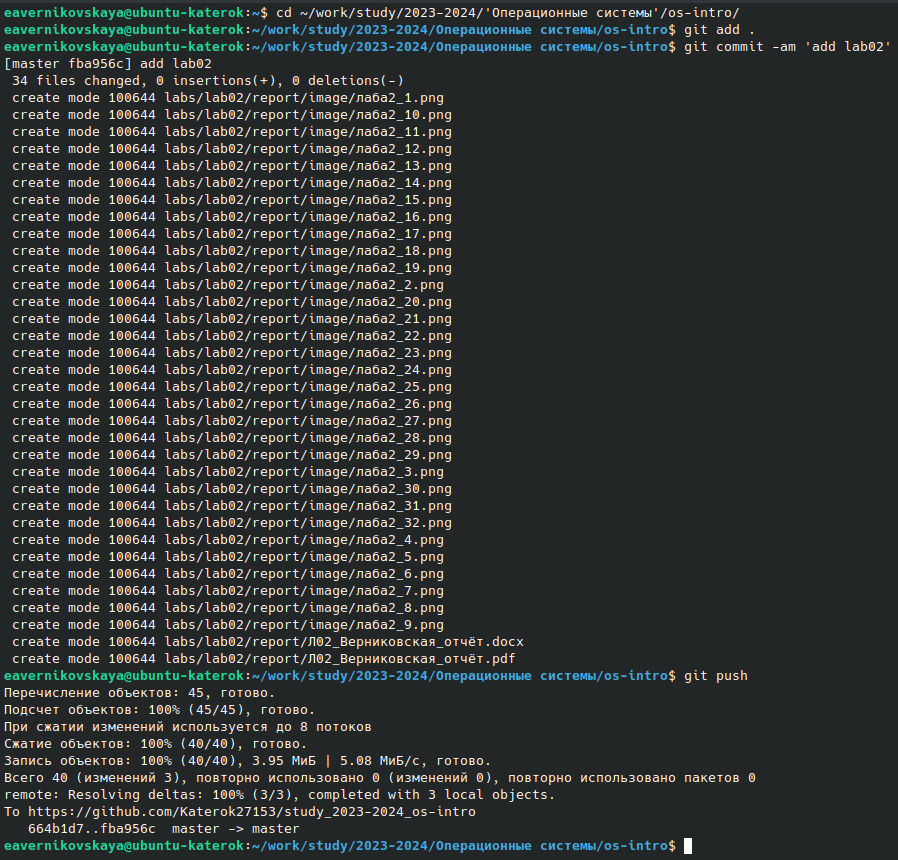 eavernikovskaya@ubuntu-katerok:~$ cd ~/work/study/2023-2024/'Операционные системы'/os-intro/
eavernikovskaya@ubuntu-katerok:~/work/study/2023-2024/Операционные системы/os-intro$ git add .
eavernikovskaya@ubuntu-katerok:~/work/study/2023-2024/Операционные системы/os-intro$ git commit -am 'add lab02'
[master fba956c] add lab02
 34 files changed, 0 insertions(+), 0 deletions(-)
 create mode 100644 labs/lab02/report/image/лаба2_1.png
 create mode 100644 labs/lab02/report/image/лаба2_10.png
 create mode 100644 labs/lab02/report/image/лаба2_11.png
 create mode 100644 labs/lab02/report/image/лаба2_12.png
 create mode 100644 labs/lab02/report/image/лаба2_13.png
 create mode 100644 labs/lab02/report/image/лаба2_14.png
 create mode 100644 labs/lab02/report/image/лаба2_15.png
 create mode 100644 labs/lab02/report/image/лаба2_16.png
 create mode 100644 labs/lab02/report/image/лаба2_17.png
 create mode 100644 labs/lab02/report/image/лаба2_18.png
 create mode 100644 labs/lab02/report/image/лаба2_19.png
 create mode 100644 labs/lab02/report/image/лаба2_2.png
 create mode 100644 labs/lab02/report/image/лаба2_20.png
 create mode 100644 labs/lab02/report/image/лаба2_21.png
 create mode 100644 labs/lab02/report/image/лаба2_22.png
 create mode 100644 labs/lab02/report/image/лаба2_23.png
 create mode 100644 labs/lab02/report/image/лаба2_24.png
 create mode 100644 labs/lab02/report/image/лаба2_25.png
 create mode 100644 labs/lab02/report/image/лаба2_26.png
 create mode 100644 labs/lab02/report/image/лаба2_27.png
 create mode 100644 labs/lab02/report/image/лаба2_28.png
 create mode 100644 labs/lab02/report/image/лаба2_29.png
 create mode 100644 labs/lab02/report/image/лаба2_3.png
 create mode 100644 labs/lab02/report/image/лаба2_30.png
 create mode 100644 labs/lab02/report/image/лаба2_31.png
 create mode 100644 labs/lab02/report/image/лаба2_32.png
 create mode 100644 labs/lab02/report/image/лаба2_4.png
 create mode 100644 labs/lab02/report/image/лаба2_5.png
 create mode 100644 labs/lab02/report/image/лаба2_6.png
 create mode 100644 labs/lab02/report/image/лаба2_7.png
 create mode 100644 labs/lab02/report/image/лаба2_8.png
 create mode 100644 labs/lab02/report/image/лаба2_9.png
 create mode 100644 labs/lab02/report/Л02_Верниковская_отчёт.docx
 create mode 100644 labs/lab02/report/Л02_Верниковская_отчёт.pdf
eavernikovskaya@ubuntu-katerok:~/work/study/2023-2024/Операционные системы/os-intro$ git push
Перечисление объектов: 45, готово.
Подсчет объектов: 100% (45/45), готово.
При сжатии изменений используется до 8 потоков
Сжатие объектов: 100% (40/40), готово.
Запись объектов: 100% (40/40), 3.95 МиБ | 5.08 МиБ/с, готово.
Всего 40 (изменений 3), повторно использовано 0 (изменений 0), повторно использовано пакетов 0
remote: Resolving deltas: 100% (3/3), completed with 3 local objects.
To https://github.com/Katerok27153/study_2023-2024_os-intro
   664b1d7..fba956c  master -> master
eavernikovskaya@ubuntu-katerok:~/work/study/2023-2024/Операционные системы/os-intro$